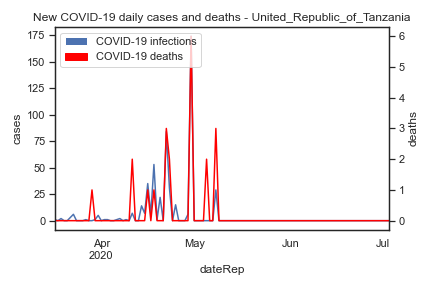 New COVID-19 daily cases and deaths - United_Republic_of_Tanzania
COVID-19 infections
COVID-19 deaths
175
150
125
100
75
50
25
0
cases
6
5
4
3
2
1
0
deaths
Apr
2020
May
Jun
Jul
dateRep